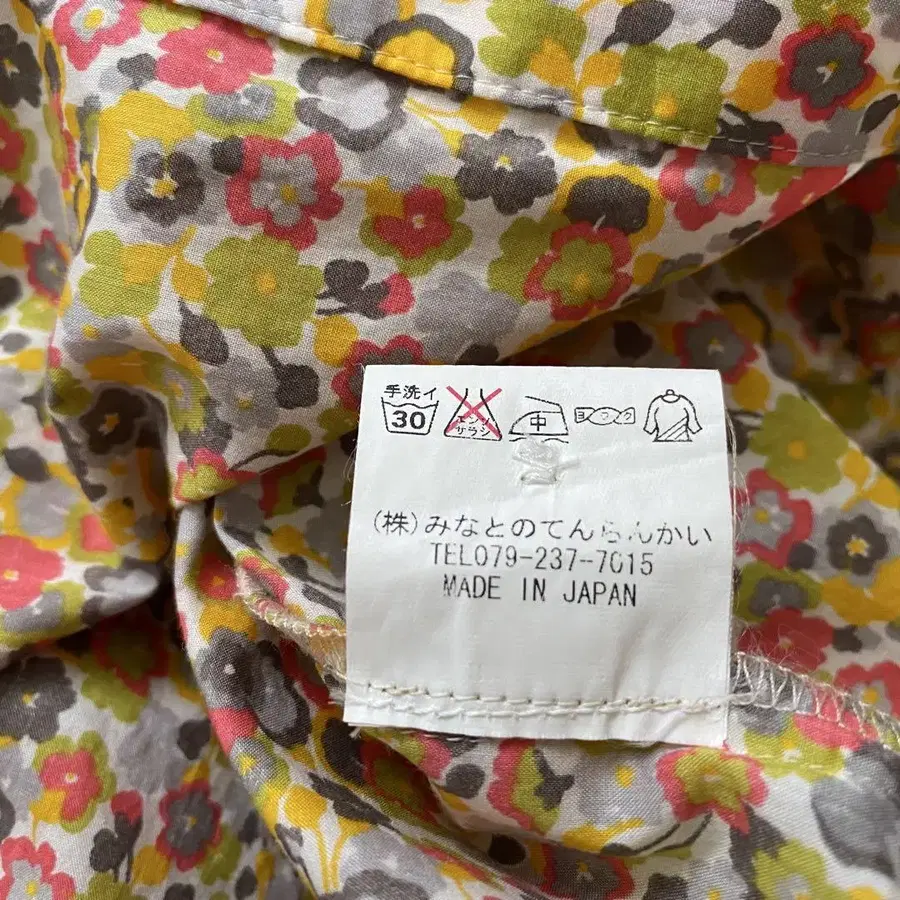 手洗イ
30
エンソ
サラシ
中
ヨワク
(株)みなとのてんらんかい
TEL079-237-7015
MADE IN JAPAN